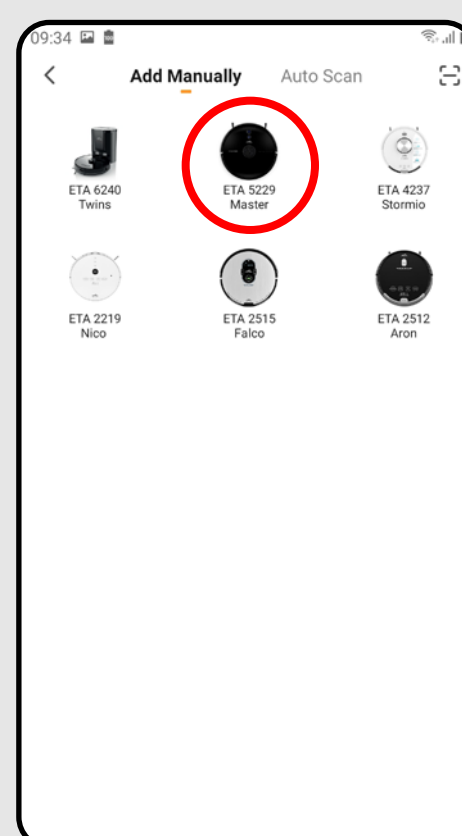 09:34
Add Manually Auto Scan
ETA 6240 ETA 5229 ETA 4237
Twins Master Stormio
ETA 2219 ETA 2515 ETA 2512
Nico Falco Aron